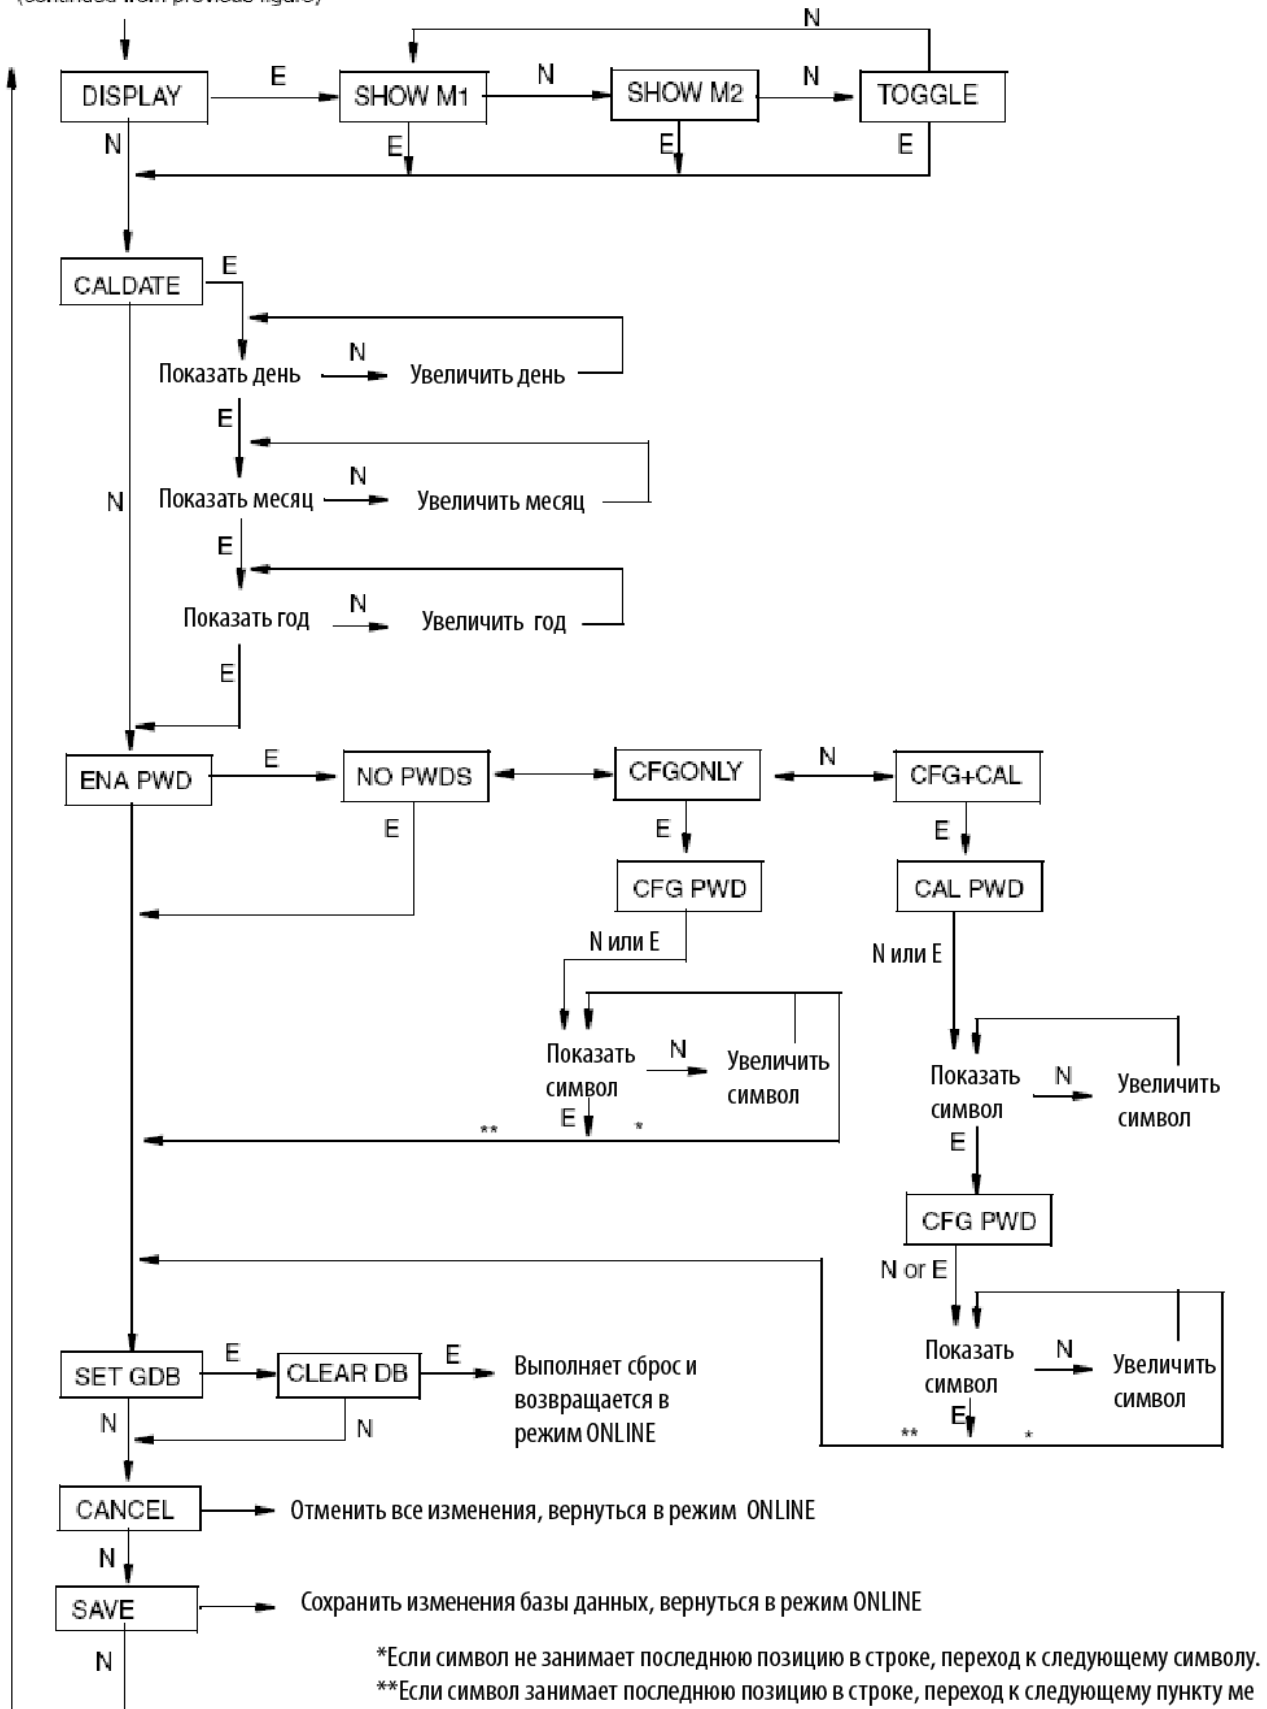 (continued from previous figure)
N
DISPLAY
E
SHOW M1
N
SHOW M2
N
TOGGLE
N
E
E
E
CALDATE
E
Показать день
N
Увеличить день
E
N
Показать месяц
N
Увеличить месяц
E
Показать год
N
Увеличить год
E
ENA PWD
E
NO PWDS
CFGONLY
N
CFG+CAL
E
E
E
CFG PWD
CAL PWD
N или E
N или E
Показать
символ
N
Увеличить
символ
E
**
*
Показать
символ
N
Увеличить
символ
E
CFG PWD
N or E
Показать
символ
N
Увеличить
символ
E
**
*
SET GDB
E
CLEAR DB
E
Выполняет сброс и
возвращается в
режим ONLINE
N
N
CANCEL
Отменить все изменения, вернуться в режим ONLINE
N
SAVE
Сохранить изменения базы данных, вернуться в режим ONLINE
N
*Если символ не занимает последнюю позицию в строке, переход к следующему символу.
**Если символ занимает последнюю позицию в строке, переход к следующему пункту ме